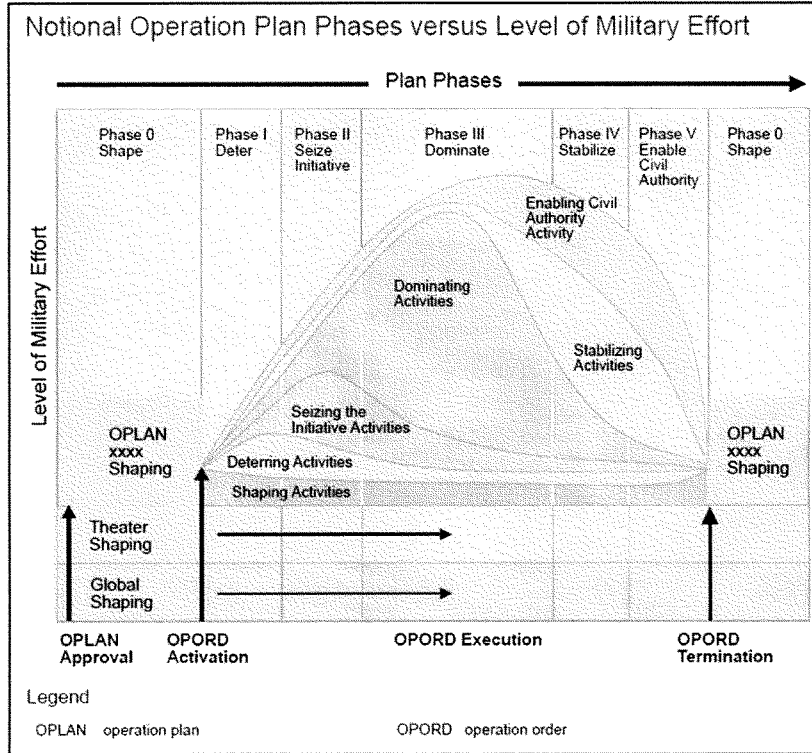 Notional Operation Plan Phases versus Level of Military Effort
Plan Phases
Phase 0
Shape
Phase I
Deter
Phase II
Seize
Initiative
Phase III
Dominate
Phase IV
Stabilize
Phase V
Enable
Civil
Authority
Phase 0
Shape
Level of Military Effort
Enabling Civil
Authority
Activity
Dominating
Activities
Stabilizing
Activities
Seizing the
Initiative Activities
OPLAN
xxxx
Shaping
OPLAN
xxxx
Shaping
Deterring Activities
Shaping Activities
Theater
Shaping
Global
Shaping
OPLAN
Approval
OPORD
Activation
OPORD Execution
OPORD
Termination
Legend
OPLAN operation plan
OPORD operation order